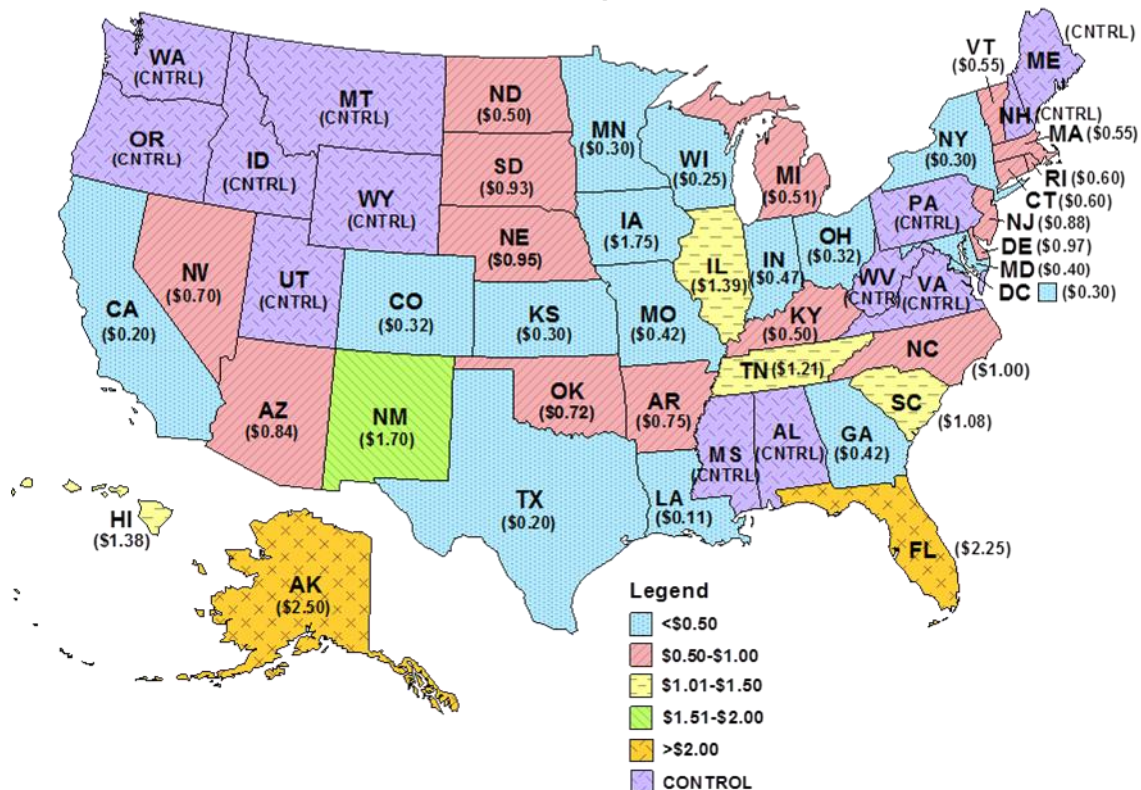 WA
(CNTRL)
OR
(CNTRL)
MT
(CNTRL)
ID
(CNTRL)
WY
(CNTRL)
UT
(CNTRL)
NV
($0.70)
CA
($0.20)
AZ
($0.84)
NM
($1.70)
CO
($0.32)
ND
($0.50)
SD
($0.93)
NE
($0.95)
KS
($0.30)
OK
($0.72)
TX
($0.20)
MN
($0.30)
IA
($1.75)
MO
($0.42)
AR
($0.75)
LA
($0.11)
WI
($0.25)
IL
($1.39)
MI
($0.51)
IN
($0.47)
OH
($0.32)
KY
($0.50)
TN ($1.21)
MS
(CNTRL)
AL
(CNTRL)
GA
($0.42)
FL
($2.25)
SC
($1.08)
NC
($1.00)
WV
(CNTR)
VA
(CNTRL)
PA
(CNTRL)
NY
($0.30)
VT
($0.55)
ME
(CNTRL)
NH (CNTRL)
MA ($0.55)
RI ($0.60)
CT ($0.60)
NJ ($0.88)
DE ($0.97)
MD ($0.40)
DC ($0.30)
HI
($1.38)
AK
($2.50)
Legend
<$0.50
$0.50-$1.00
$1.01-$1.50
$1.51-$2.00
>$2.00
CONTROL